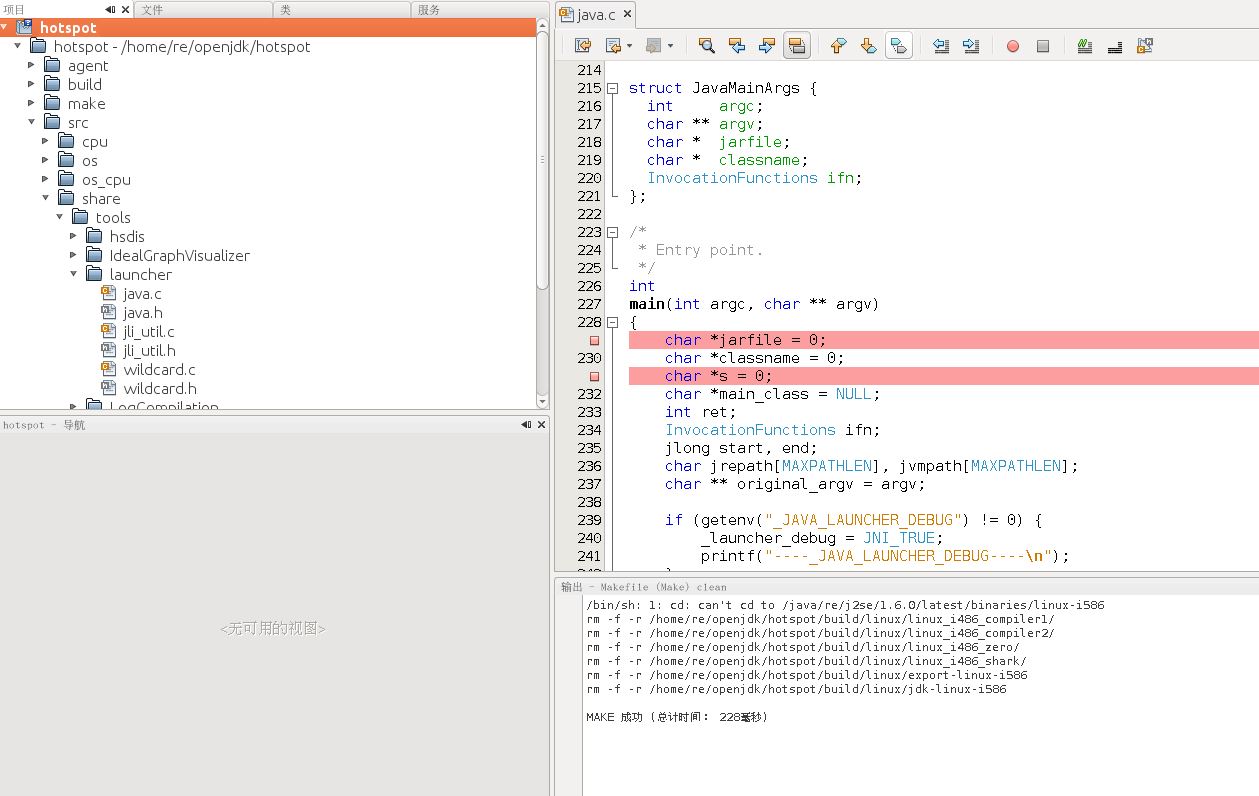 项目
文件
类
服务
hotspot
hotspot - /home/re/openjdk/hotspot
agent
build
make
src
cpu
os
os_cpu
share
tools
hsdis
IdealGraphVisualizer
launcher
java.c
java.h
jli_util.c
jli_util.h
wildcard.c
wildcard.h
LogCompilation
hotspot - 导航
<无可用的视图>
java.c
214
215 struct JavaMainArgs {
216 int     argc;
217 char ** argv;
218 char *  jarfile;
219 char *  classname;
220 InvocationFunctions ifn;
221 };
222
223 /*
224 * Entry point.
225 */
226 int
227 main(int argc, char ** argv)
228 {
char *jarfile = 0;
230 char *classname = 0;
char *s = 0;
232 char *main_class = NULL;
233 int ret;
234 InvocationFunctions ifn;
235 jlong start, end;
236 char jrepath[MAXPATHLEN], jvmpath[MAXPATHLEN];
237 char ** original_argv = argv;
238
239 if (getenv("_JAVA_LAUNCHER_DEBUG") != 0) {
240 _launcher_debug = JNI_TRUE;
241 printf("----_JAVA_LAUNCHER_DEBUG----\n");
输出 - Makefile (Make) clean
/bin/sh: 1: cd: can't cd to /java/re/j2se/1.6.0/latest/binaries/linux-i586
rm -f -r /home/re/openjdk/hotspot/build/linux/linux_i486_compiler1/
rm -f -r /home/re/openjdk/hotspot/build/linux/linux_i486_compiler2/
rm -f -r /home/re/openjdk/hotspot/build/linux/linux_i486_zero/
rm -f -r /home/re/openjdk/hotspot/build/linux/linux_i486_shark/
rm -f -r /home/re/openjdk/hotspot/build/linux/export-linux-i586
rm -f -r /home/re/openjdk/hotspot/build/linux/jdk-linux-i586
MAKE 成功 (总计时间： 228毫秒)